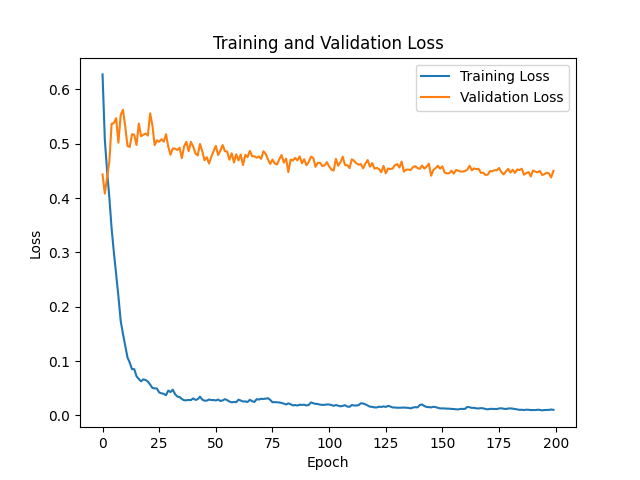 Training and Validation Loss
Training Loss
Validation Loss
0.6
0.5
0.4
0.3
0.2
0.1
0.0
Loss
0 25 50 75 100 125 150 175 200
Epoch